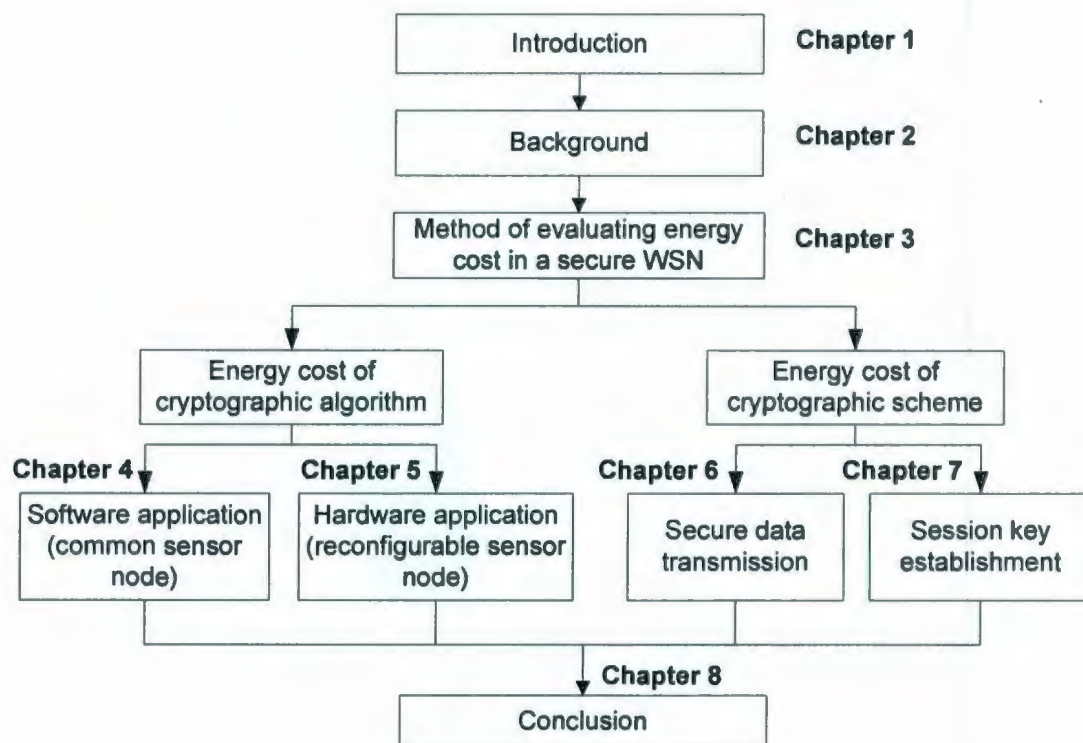 Introduction
Chapter 1
Background
Chapter 2
Method of evaluating energy
cost in a secure WSN
Chapter 3
Energy cost of
cryptographic algorithm
Energy cost of
cryptographic scheme
Chapter 4
Software application
(common sensor
node)
Chapter 5
Hardware application
(reconfigurable sensor
node)
Chapter 6
Secure data
transmission
Chapter 7
Session key
establishment
Chapter 8
Conclusion